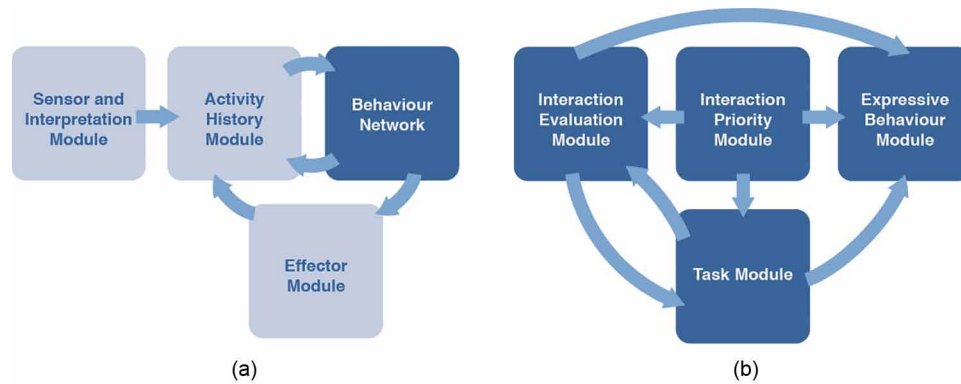 Sensor and
Interpretation
Module
Activity
History
Module
Behaviour
Network
Effector
Module
(a)
Interaction
Evaluation
Module
Interaction
Priority
Module
Expressive
Behaviour
Module
Task Module
(b)